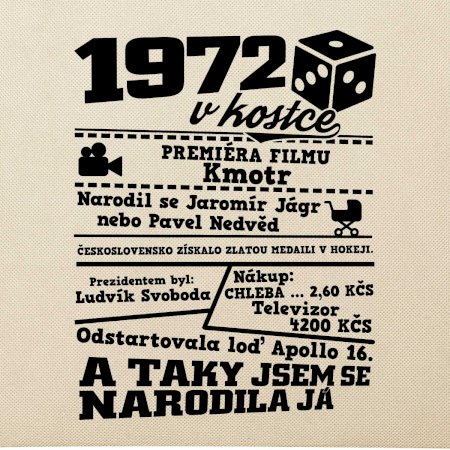 1972
v kostce
PREMIÉRA FILMU
Kmotr
Narodil se Jaromír Jágr
nebo Pavel Nedvěd
ČESKOSLOVENSKO ZÍSKALO ZLATOU MEDAILI V HOKEJI.
Prezidentem byl:
Ludvík Svoboda
Nákup:
CHLEBA ... 2,60 KČS
Televizor
4200 KČS
Odstartovala loď Apollo 16.
A TAKY JSEM SE
NARODILA JÁ